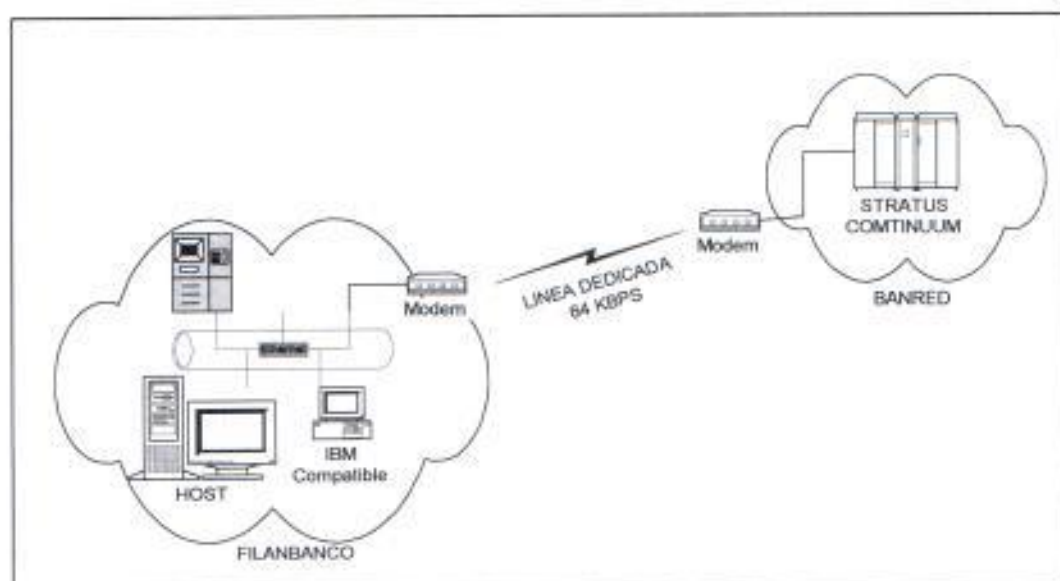 STRATUS
COMTINUUM
Modem
BANRED
LINEA DEDICADA
64 KBPS
Modem
Ethernet
IBM
Compatible
HOST
FILANBANCO